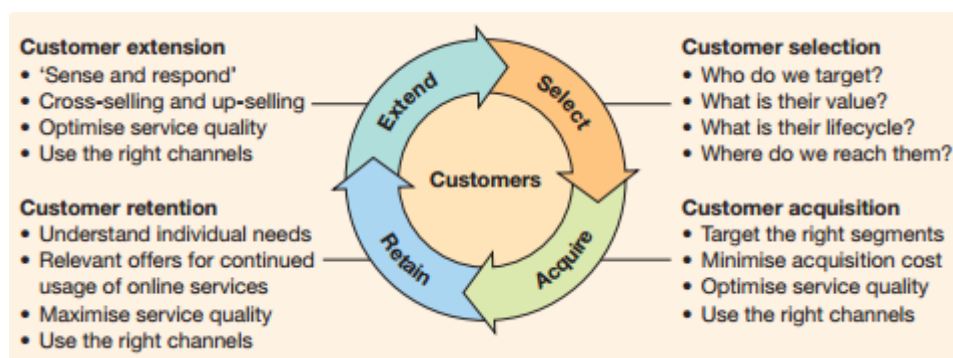 Customer extension
• ‘Sense and respond’
• Cross-selling and up-selling
• Optimise service quality
• Use the right channels
Customer retention
• Understand individual needs
• Relevant offers for continued
usage of online services
• Maximise service quality
• Use the right channels
Extend
Select
Customers
Retain
Acquire
Customer selection
• Who do we target?
• What is their value?
• What is their lifecycle?
• Where do we reach them?
Customer acquisition
• Target the right segments
• Minimise acquisition cost
• Optimise service quality
• Use the right channels